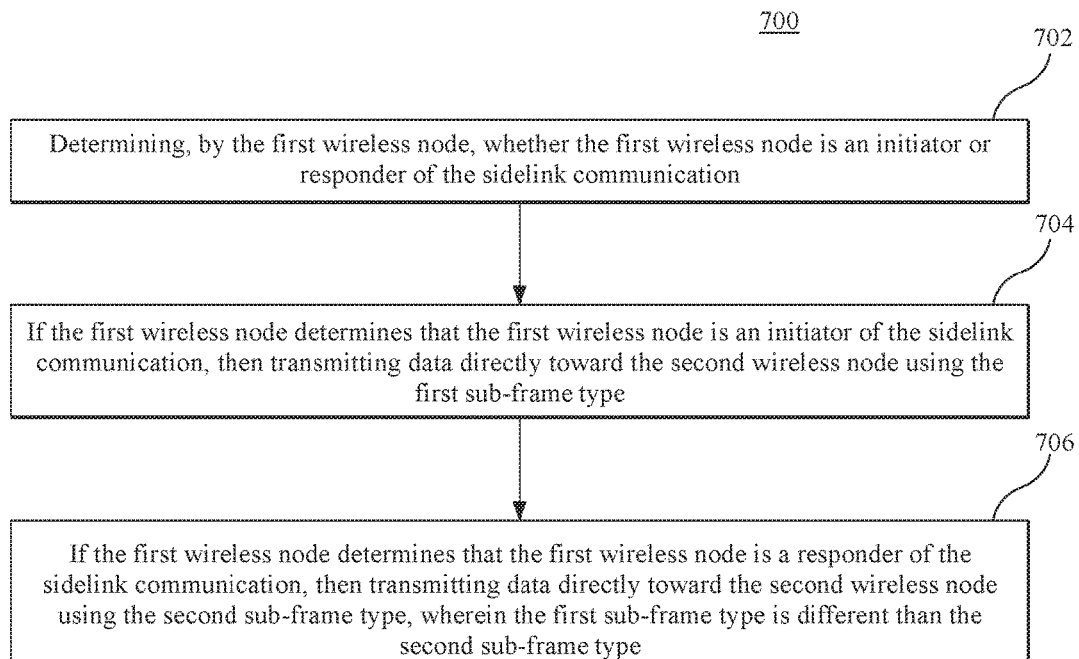 700
702
Determining, by the first wireless node, whether the first wireless node is an initiator or
responder of the sidelink communication
704
If the first wireless node determines that the first wireless node is an initiator of the sidelink
communication, then transmitting data directly toward the second wireless node using the
first sub-frame type
706
If the first wireless node determines that the first wireless node is a responder of the
sidelink communication, then transmitting data directly toward the second wireless node
using the second sub-frame type, wherein the first sub-frame type is different than the
second sub-frame type